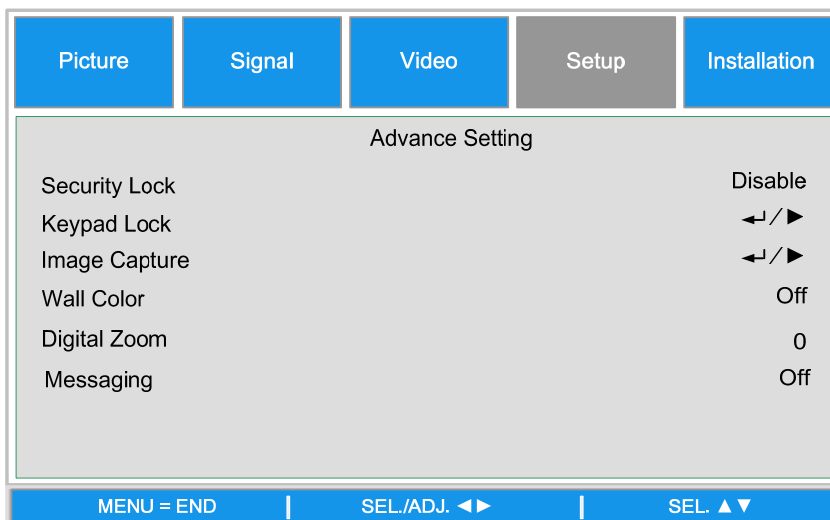 Picture Signal Video Setup Installation
Advance Setting
Security Lock Disable
Keypad Lock ↵/►
Image Capture ↵/►
Wall Color Off
Digital Zoom 0
Messaging Off
MENU = END | SEL./ADJ. ◄► | SEL. ▲▼